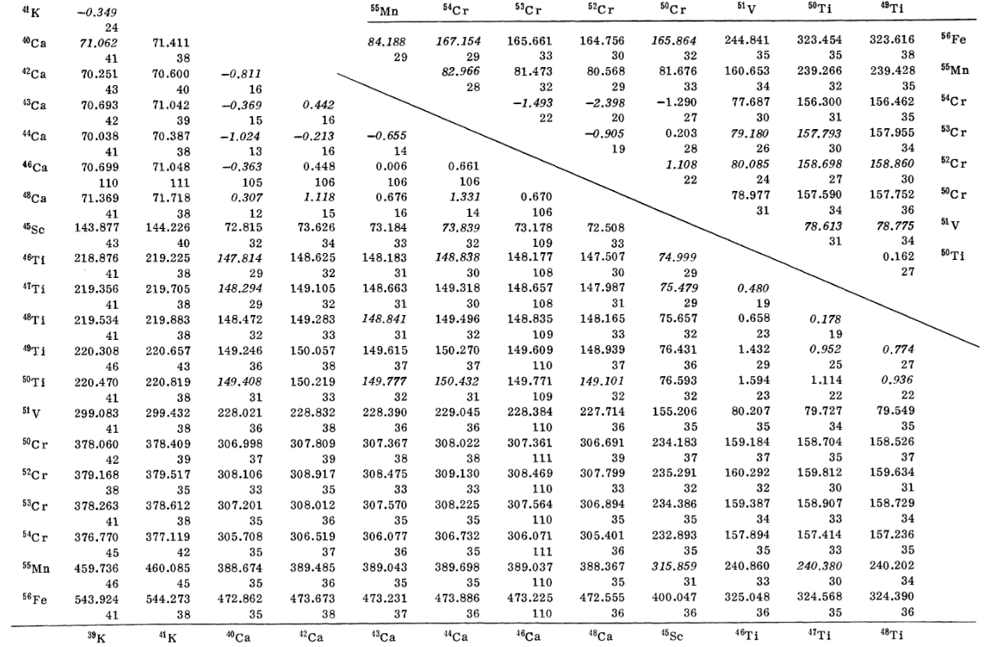 ⁴¹K -0.349 ⁵⁵Mn ⁵⁴Cr ⁵³Cr ⁵²Cr ⁵⁰Cr ⁵¹V ⁵⁰Ti ⁴⁹Ti
24
⁴⁰Ca 71.062 71.411 84.188 167.154 165.661 164.756 165.864 244.841 323.454 323.616 ⁵⁶Fe
41 38 29 29 33 30 32 35 35 38
⁴²Ca 70.251 70.600 -0.811 82.966 81.473 80.568 81.676 160.653 239.266 239.428 ⁵⁵Mn
43 40 16 28 32 29 33 34 32 35
⁴³Ca 70.693 71.042 -0.369 0.442 -1.493 -2.398 -1.290 77.687 156.300 156.462 ⁵⁴Cr
42 39 15 16 22 20 27 30 31 35
⁴⁴Ca 70.038 70.387 -1.024 -0.213 -0.655 -0.905 0.203 79.180 157.793 157.955 ⁵³Cr
41 38 13 16 14 19 28 26 30 34
⁴⁶Ca 70.699 71.048 -0.363 0.448 0.006 0.661 1.108 80.085 158.698 158.860 ⁵²Cr
110 111 105 106 106 106 22 24 27 30
⁴⁸Ca 71.369 71.718 0.307 1.118 0.676 1.331 0.670 78.977 157.590 157.752 ⁵⁰Cr
41 38 12 15 16 14 106 31 34 36
⁴⁵Sc 143.877 144.226 72.815 73.626 73.184 73.839 73.178 72.508 78.613 78.775 ⁵¹V
43 40 32 34 33 32 109 33 31 34
⁴⁶Ti 218.876 219.225 147.814 148.625 148.183 148.838 148.177 147.507 74.999 0.162 ⁵⁰Ti
41 38 29 32 31 30 108 30 29 27
⁴⁷Ti 219.356 219.705 148.294 149.105 148.663 149.318 148.657 147.987 75.479 0.480
41 38 29 32 31 30 108 31 29 19
⁴⁸Ti 219.534 219.883 148.472 149.283 148.841 149.496 148.835 148.165 75.657 0.658 0.178
41 38 32 33 31 32 109 33 32 23 19
⁴⁹Ti 220.308 220.657 149.246 150.057 149.615 150.270 149.609 148.939 76.431 1.432 0.952 0.774
46 43 36 38 37 37 110 37 36 29 25 27
⁵⁰Ti 220.470 220.819 149.408 150.219 149.777 150.432 149.771 149.101 76.593 1.594 1.114 0.936
41 38 31 33 32 31 109 32 32 23 22 22
⁵¹V 299.083 299.432 228.021 228.832 228.390 229.045 228.384 227.714 155.206 80.207 79.727 79.549
41 38 36 38 36 36 110 36 35 35 34 35
⁵⁰Cr 378.060 378.409 306.998 307.809 307.367 308.022 307.361 306.691 234.183 159.184 158.704 158.526
42 39 37 39 38 38 111 39 37 37 35 37
⁵²Cr 379.168 379.517 308.106 308.917 308.475 309.130 308.469 307.799 235.291 160.292 159.812 159.634
38 35 33 35 33 33 110 33 32 32 30 31
⁵³Cr 378.263 378.612 307.201 308.012 307.570 308.225 307.564 306.894 234.386 159.387 158.907 158.729
41 38 35 36 35 35 110 35 35 34 33 34
⁵⁴Cr 376.770 377.119 305.708 306.519 306.077 306.732 306.071 305.401 232.893 157.894 157.414 157.236
45 42 35 37 36 35 111 36 35 35 33 35
⁵⁵Mn 459.736 460.085 388.674 389.485 389.043 389.698 389.037 388.367 315.859 240.860 240.380 240.202
46 45 35 36 35 35 110 35 31 33 30 34
⁵⁶Fe 543.924 544.273 472.862 473.673 473.231 473.886 473.225 472.555 400.047 325.048 324.568 324.390
41 38 35 38 37 36 110 36 36 36 35 36
³⁹K ⁴¹K ⁴⁰Ca ⁴²Ca ⁴³Ca ⁴⁴Ca ⁴⁶Ca ⁴⁸Ca ⁴⁵Sc ⁴⁶Ti ⁴⁷Ti ⁴⁸Ti